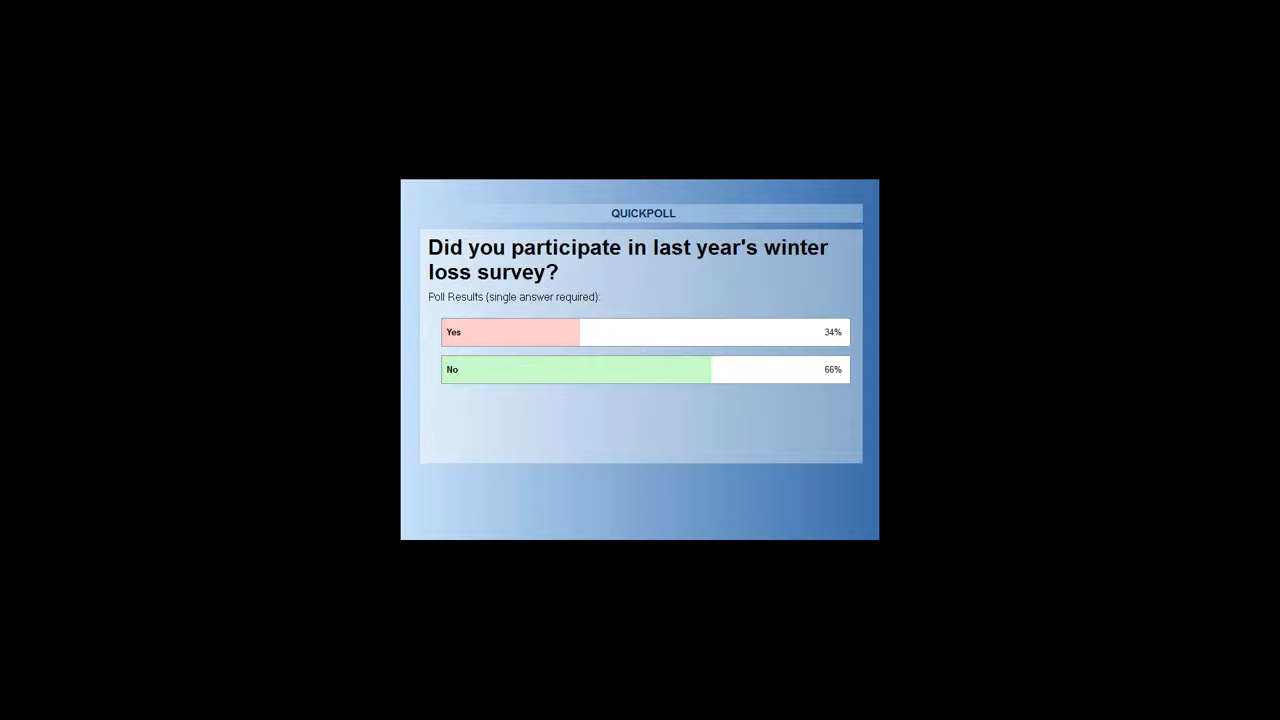 QUICKPOLL
Did you participate in last year's winter
loss survey?
Poll Results (single answer required):
Yes 34%
No 66%